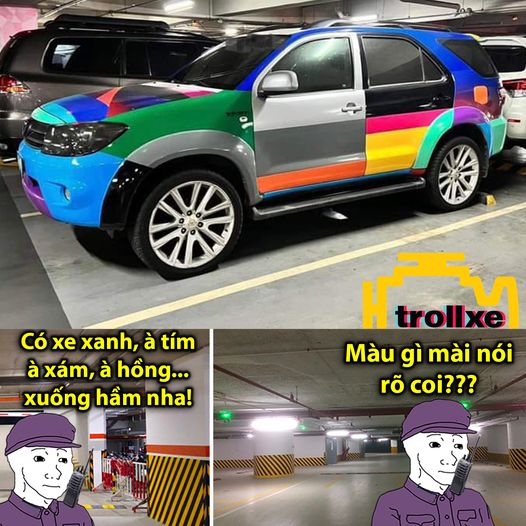 trollxe
Có xe xanh, à tím
à xám, à hồng...
xuống hầm nha!
Màu gì mài nói
rõ coi???